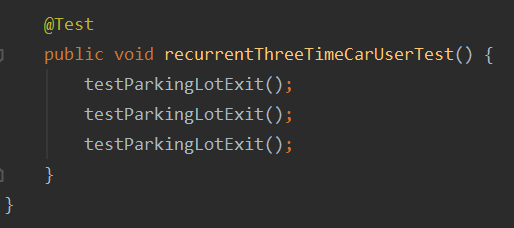 @Test
public void recurrentThreeTimeCarUserTest() {
testParkingLotExit();
testParkingLotExit();
testParkingLotExit();
}
}